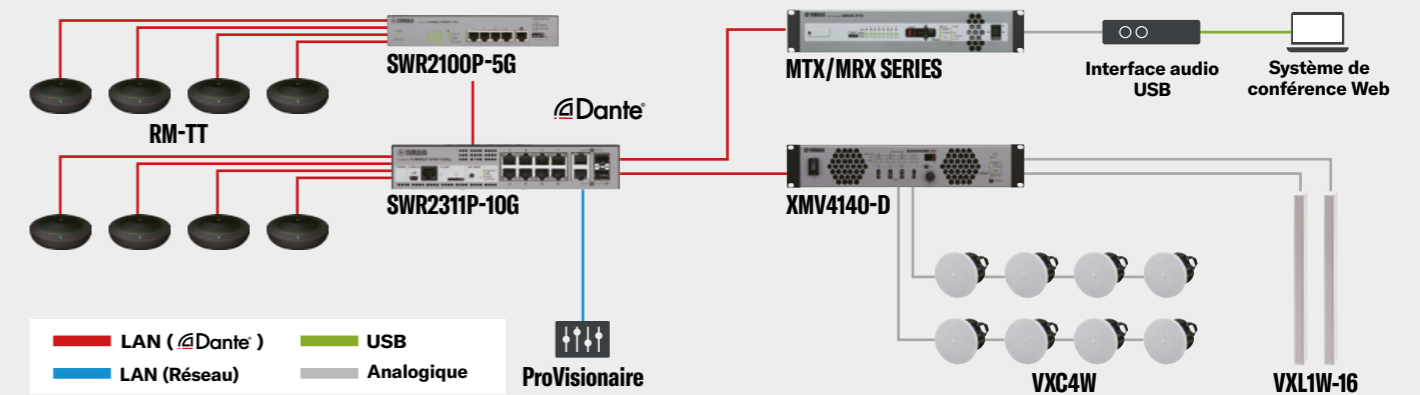 SWR2100P-5G
RM-TT
Dante
SWR2311P-10G
MTX/MRX SERIES
Interface audio
USB
Système de
conférence Web
XMV4140-D
VXC4W
VXL1W-16
ProVisionaire
LAN ( Dante )
USB
LAN (Réseau)
Analogique